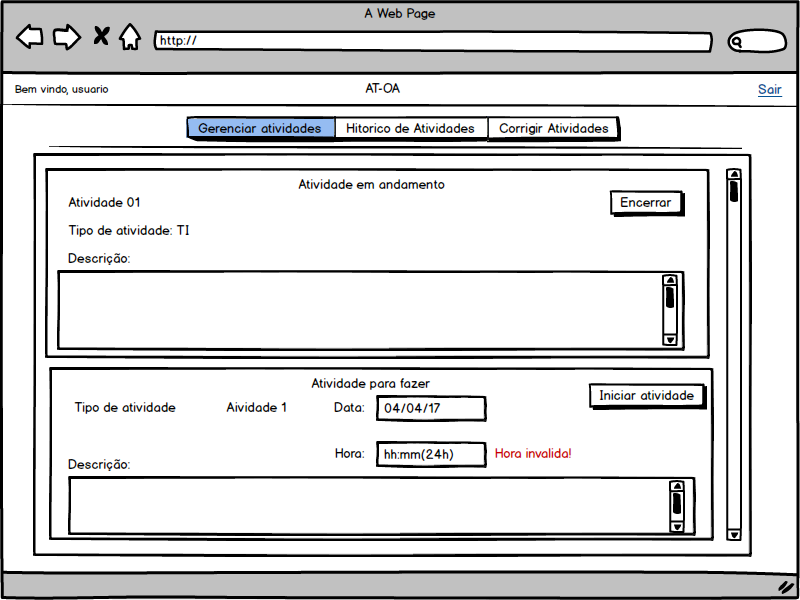 A Web Page
http://
Bem vindo, usuario
AT-OA
Sair
Gerenciar atividades
Hitorico de Atividades
Corrigir Atividades
Atividade em andamento
Atividade 01
Encerrar
Tipo de atividade: TI
Descrição:
Atividade para fazer
Iniciar atividade
Tipo de atividade
Aividade 1
Data:
04/04/17
Hora:
hh:mm(24h)
Hora invalida!
Descrição: